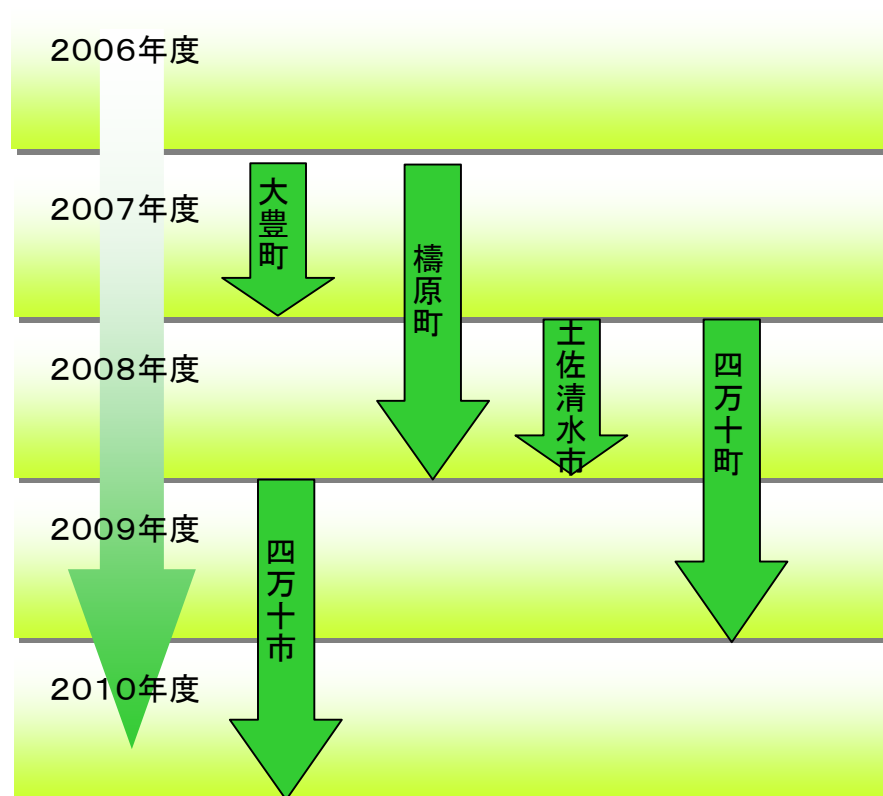 2006年度
2007年度
大豊町
檮原町
2008年度
土佐清水市
四万十町
2009年度
四万十市
2010年度